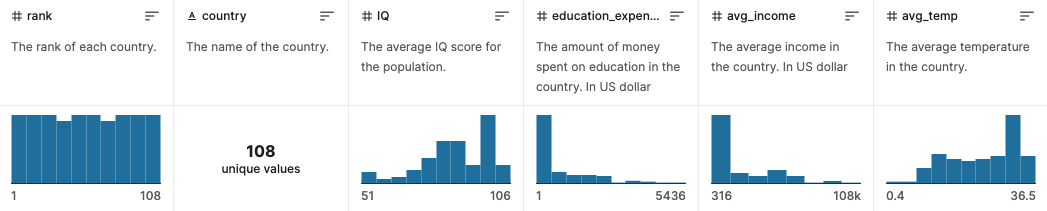 # rank
The rank of each country.
1 108
A country
The name of the country.
108
unique values
# IQ
The average IQ score for
the population.
51 106
# education_expen...
The amount of money
spent on education in the
country. In US dollar
1 5436
# avg_income
The average income in
the country. In US dollar
316 108k
# avg_temp
The average temperature
in the country.
0.4 36.5